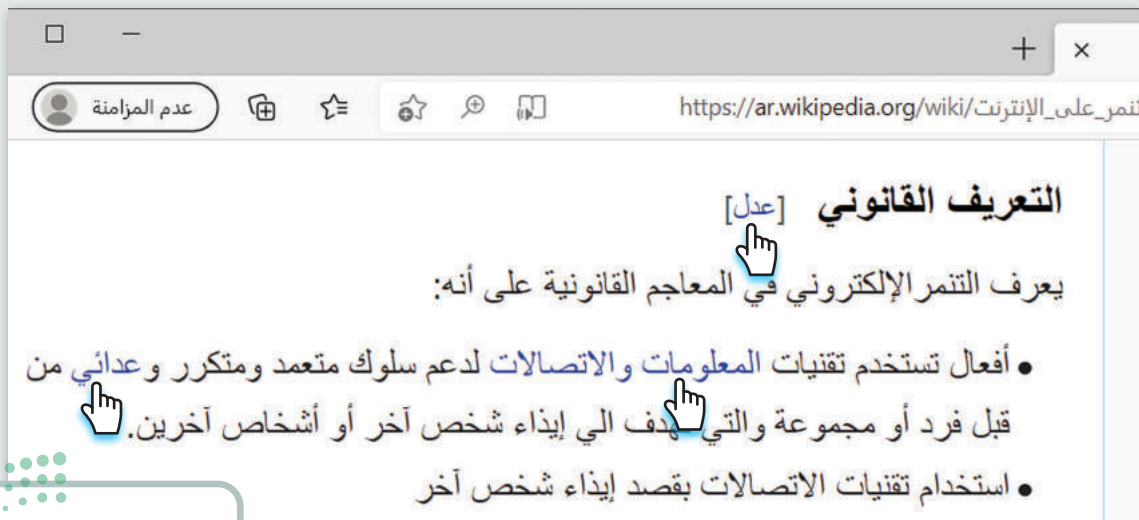 عدم المزامنة
https://ar.wikipedia.org/wiki/تنمر_على_الإنترنت
التعريف القانوني [عدل]
يعرف التنمر الإلكتروني في المعاجم القانونية على أنه:
• أفعال تستخدم تقنيات المعلومات والاتصالات لدعم سلوك متعمد ومتكرر وعدائي من
قبل فرد أو مجموعة والتي تهدف الي إيذاء شخص آخر أو أشخاص آخرين.
• استخدام تقنيات الاتصالات بقصد إيذاء شخص آخر